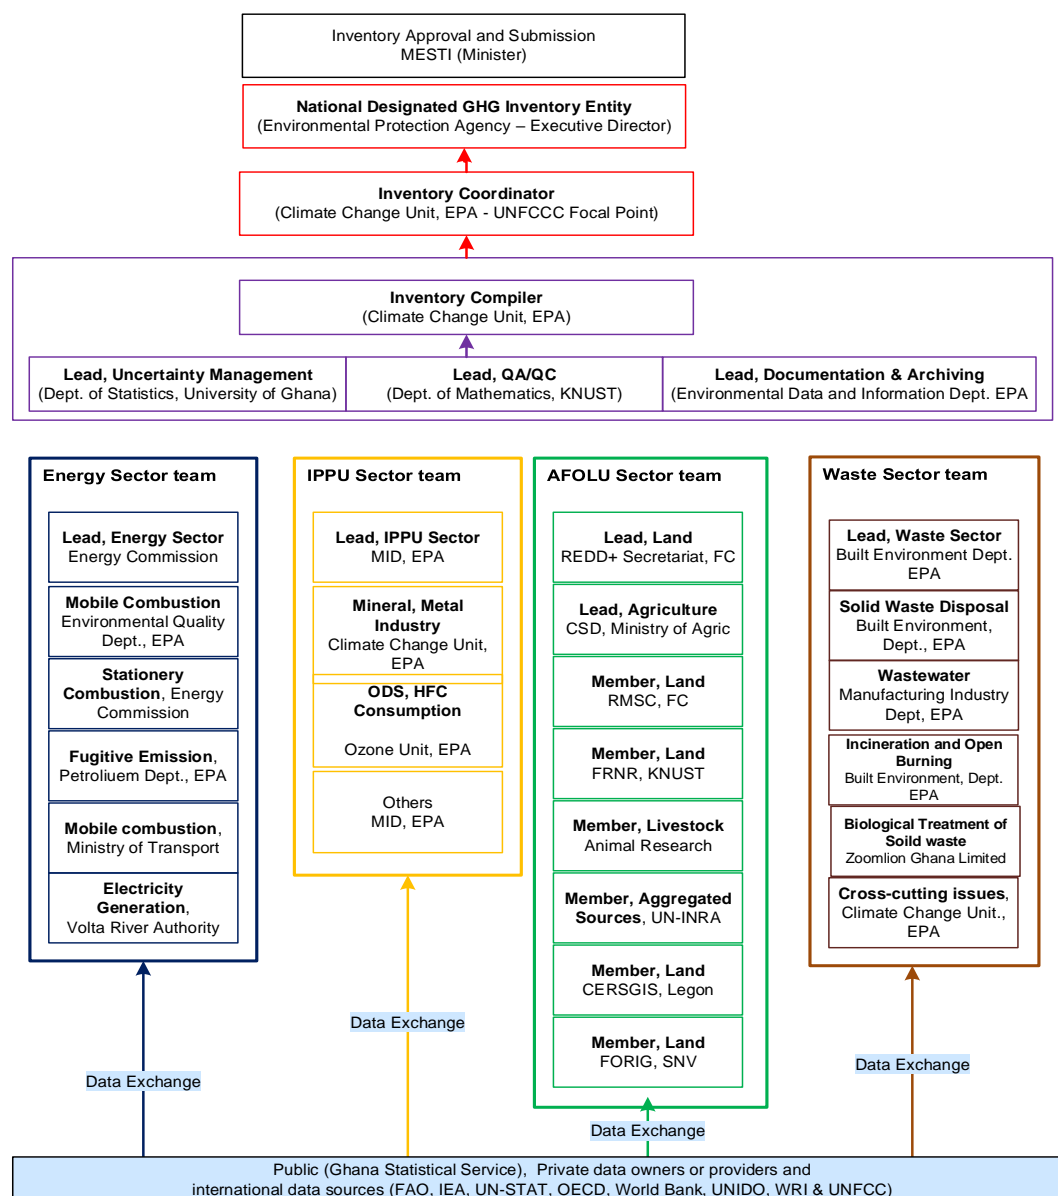 Inventory Approval and Submission
MESTI (Minister)
National Designated GHG Inventory Entity
(Environmental Protection Agency – Executive Director)
Inventory Coordinator
(Climate Change Unit, EPA - UNFCCC Focal Point)
Inventory Compiler
(Climate Change Unit, EPA)
Lead, Uncertainty Management
(Dept. of Statistics, University of Ghana)
Lead, QA/QC
(Dept. of Mathematics, KNUST)
Lead, Documentation & Archiving
(Environmental Data and Information Dept. EPA
Energy Sector team
Lead, Energy Sector
Energy Commission
Mobile Combustion
Environmental Quality
Dept., EPA
Stationery
Combustion, Energy
Commission
Fugitive Emission,
Petroliuem Dept., EPA
Mobile combustion,
Ministry of Transport
Electricity
Generation,
Volta River Authority
IPPU Sector team
Lead, IPPU Sector
MID, EPA
Mineral, Metal
Industry
Climate Change Unit,
EPA
ODS, HFC
Consumption
Ozone Unit, EPA
Others
MID, EPA
AFOLU Sector team
Lead, Land
REDD+ Secretariat, FC
Lead, Agriculture
CSD, Ministry of Agric
Member, Land
RMSC, FC
Member, Land
FRNR, KNUST
Member, Livestock
Animal Research
Member, Aggregated
Sources, UN-INRA
Member, Land
CERSGIS, Legon
Member, Land
FORIG, SNV
Waste Sector team
Lead, Waste Sector
Built Environment Dept.
EPA
Solid Waste Disposal
Built Environment,
Dept., EPA
Wastewater
Manufacturing Industry
Dept, EPA
Incineration and Open
Burning
Built Environment, Dept.
EPA
Biological Treatment of
Soild waste
Zoomlion Ghana Limited
Cross-cutting issues,
Climate Change Unit.,
EPA
Data Exchange
Data Exchange
Data Exchange
Data Exchange
Public (Ghana Statistical Service), Private data owners or providers and
international data sources (FAO, IEA, UN-STAT, OECD, World Bank, UNIDO, WRI & UNFCC)